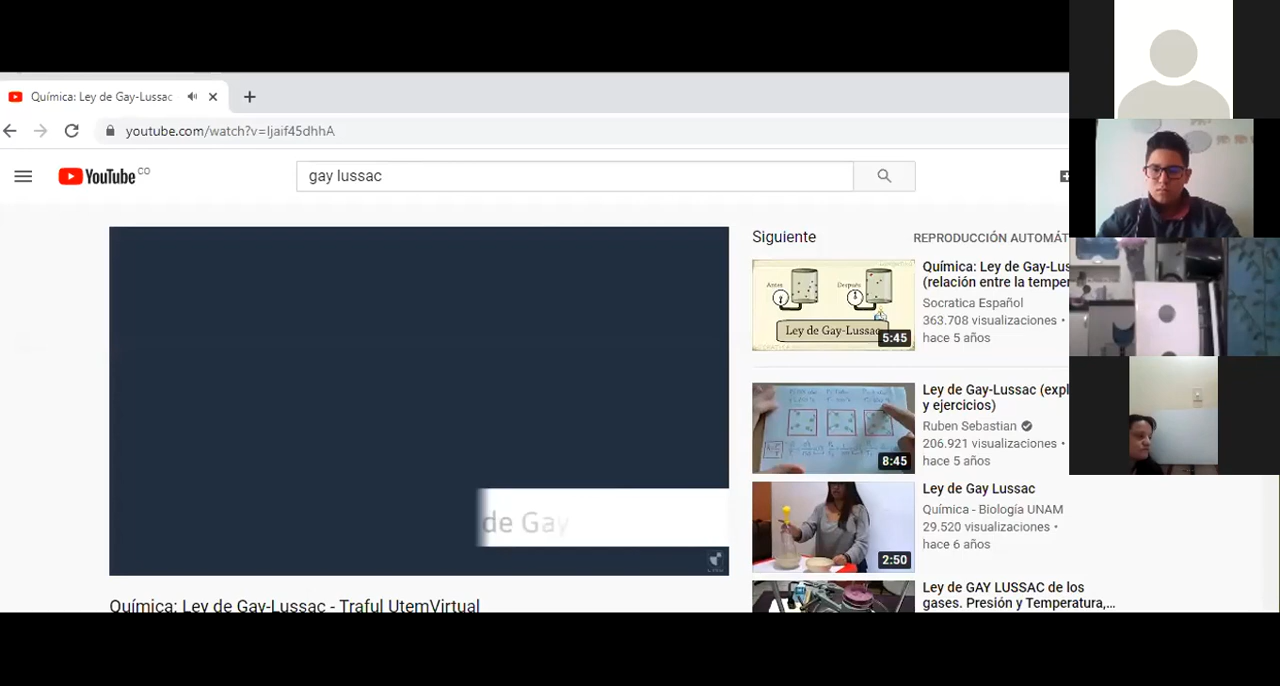 Química: Ley de Gay-Lussac
youtube.com/watch?v=Ijaif45dhhA
YouTube CO
gay lussac
de Gay
Química: Ley de Gay-Lussac - Traful UtemVirtual
Siguiente
REPRODUCCIÓN AUTOMÁT
Antes
Después
Ley de Gay-Lussac
5:45
Química: Ley de Gay-Lus
(relación entre la temper
Socratica Español
363.708 visualizaciones •
hace 5 años
8:45
Ley de Gay-Lussac (expl
y ejercicios)
Ruben Sebastian
206.921 visualizaciones •
hace 5 años
2:50
Ley de Gay Lussac
Química - Biología UNAM
29.520 visualizaciones •
hace 6 años
Ley de GAY LUSSAC de los
gases. Presión y Temperatura,...